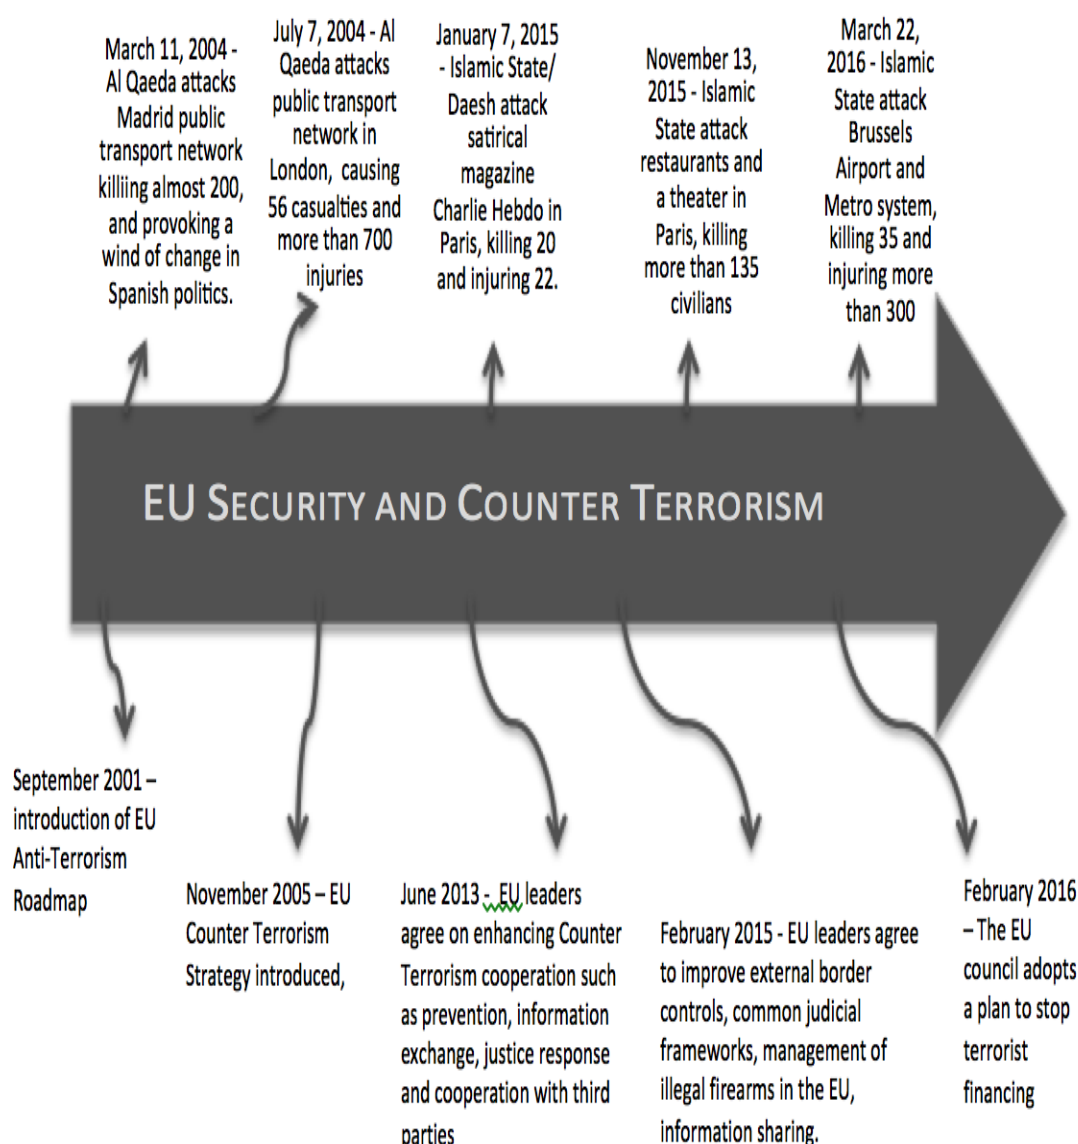 March 11, 2004 -
Al Qaeda attacks
Madrid public
transport network
killiing almost 200,
and provoking a
wind of change in
Spanish politics.
July 7, 2004 - Al
Qaeda attacks
public transport
network in
London, causing
56 casualties and
more than 700
injuries
January 7, 2015
- Islamic State/
Daesh attack
satirical
magazine
Charlie Hebdo in
Paris, killing 20
and injuring 22.
November 13,
2015 - Islamic
State attack
restaurants and
a theater in
Paris, killing
more than 135
civilians
March 22,
2016 - Islamic
State attack
Brussels
Airport and
Metro system,
killing 35 and
injuring more
than 300
EU SECURITY AND COUNTER TERRORISM
September 2001 –
introduction of EU
Anti-Terrorism
Roadmap
November 2005 – EU
Counter Terrorism
Strategy introduced,
June 2013 - EU leaders
agree on enhancing Counter
Terrorism cooperation such
as prevention, information
exchange, justice response
and cooperation with third
parties
February 2015 - EU leaders agree
to improve external border
controls, common judicial
frameworks, management of
illegal firearms in the EU,
information sharing.
February 2016
– The EU
council adopts
a plan to stop
terrorist
financing